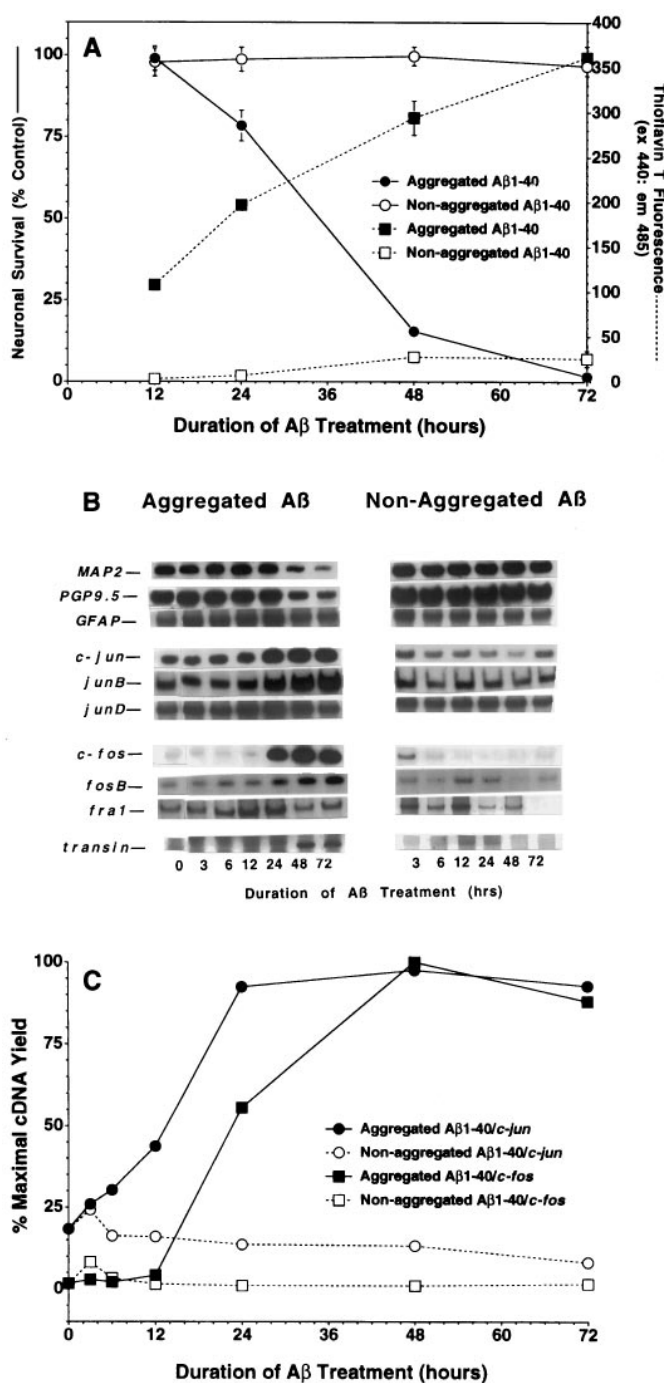 A
Neuronal Survival (% Control)
100
75
50
25
0
400
350
300
250
200
150
100
50
0
Thioflavin T Fluorescence
(ex 440: em 485)
Aggregated Aβ1-40
Non-aggregated Aβ1-40
Aggregated Aβ1-40
Non-aggregated Aβ1-40
0 12 24 36 48 60 72
Duration of Aβ Treatment (hours)
B Aggregated Aß Non-Aggregated Aß
MAP2
PGP9.5
GFAP
c-jun
junB
junD
c-fos
fosB
fra1
transin
0 3 6 12 24 48 72 3 6 12 24 48 72
Duration of Aß Treatment (hrs)
C
% Maximal cDNA Yield
100
75
50
25
0
Aggregated Aβ1-40/c-jun
Non-aggregated Aβ1-40/c-jun
Aggregated Aβ1-40/c-fos
Non-aggregated Aβ1-40/c-fos
0 12 24 36 48 60 72
Duration of Aβ Treatment (hours)